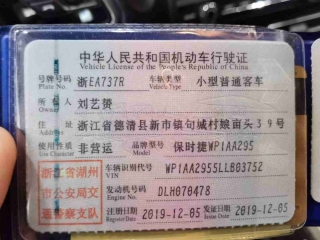 中华人民共和国机动车行驶证
Vehicle License of the People's Republic of China
号牌号码 浙EA737R 车辆类型 小型普通客车
Plate No. Vehicle Type
所有人 刘艺赟
Owner
住址 浙江省德清县新市镇句城村娘亩头39号
Address
使用性质 非营运 品牌型号 保时捷WP1AA295
Use Character Model
浙江省湖州市公安局交通警察支队
车辆识别代号 WP1AA2955LLB03752
VIN
发动机号码 DLH070478
Engine No.
注册日期 2019-12-05 发证日期 2019-12-05
Register Date Issue Date